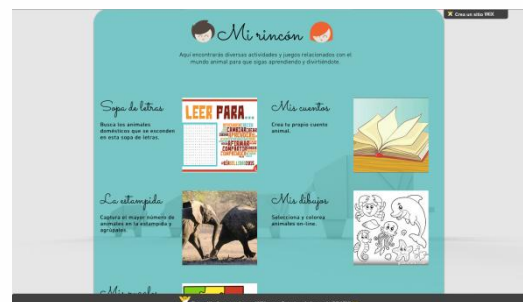 Crea un sitio WIX
Mi rincón
Aquí encontrarás diversas actividades y juegos relacionados con el
mundo animal para que sigas aprendiendo y divirtiéndote.
Sopa de letras
Busca los animales
domésticos que se esconden
en esta sopa de letras.
LEER PARA...
CAMBIAR
COMPARTIR
Mis cuentos
Crea tu propio cuento
animal.
La estampida
Captura el mayor número de
animales en la estampida y
agrúpalos
Mis dibujos
Selecciona y colorea
animales on-line.